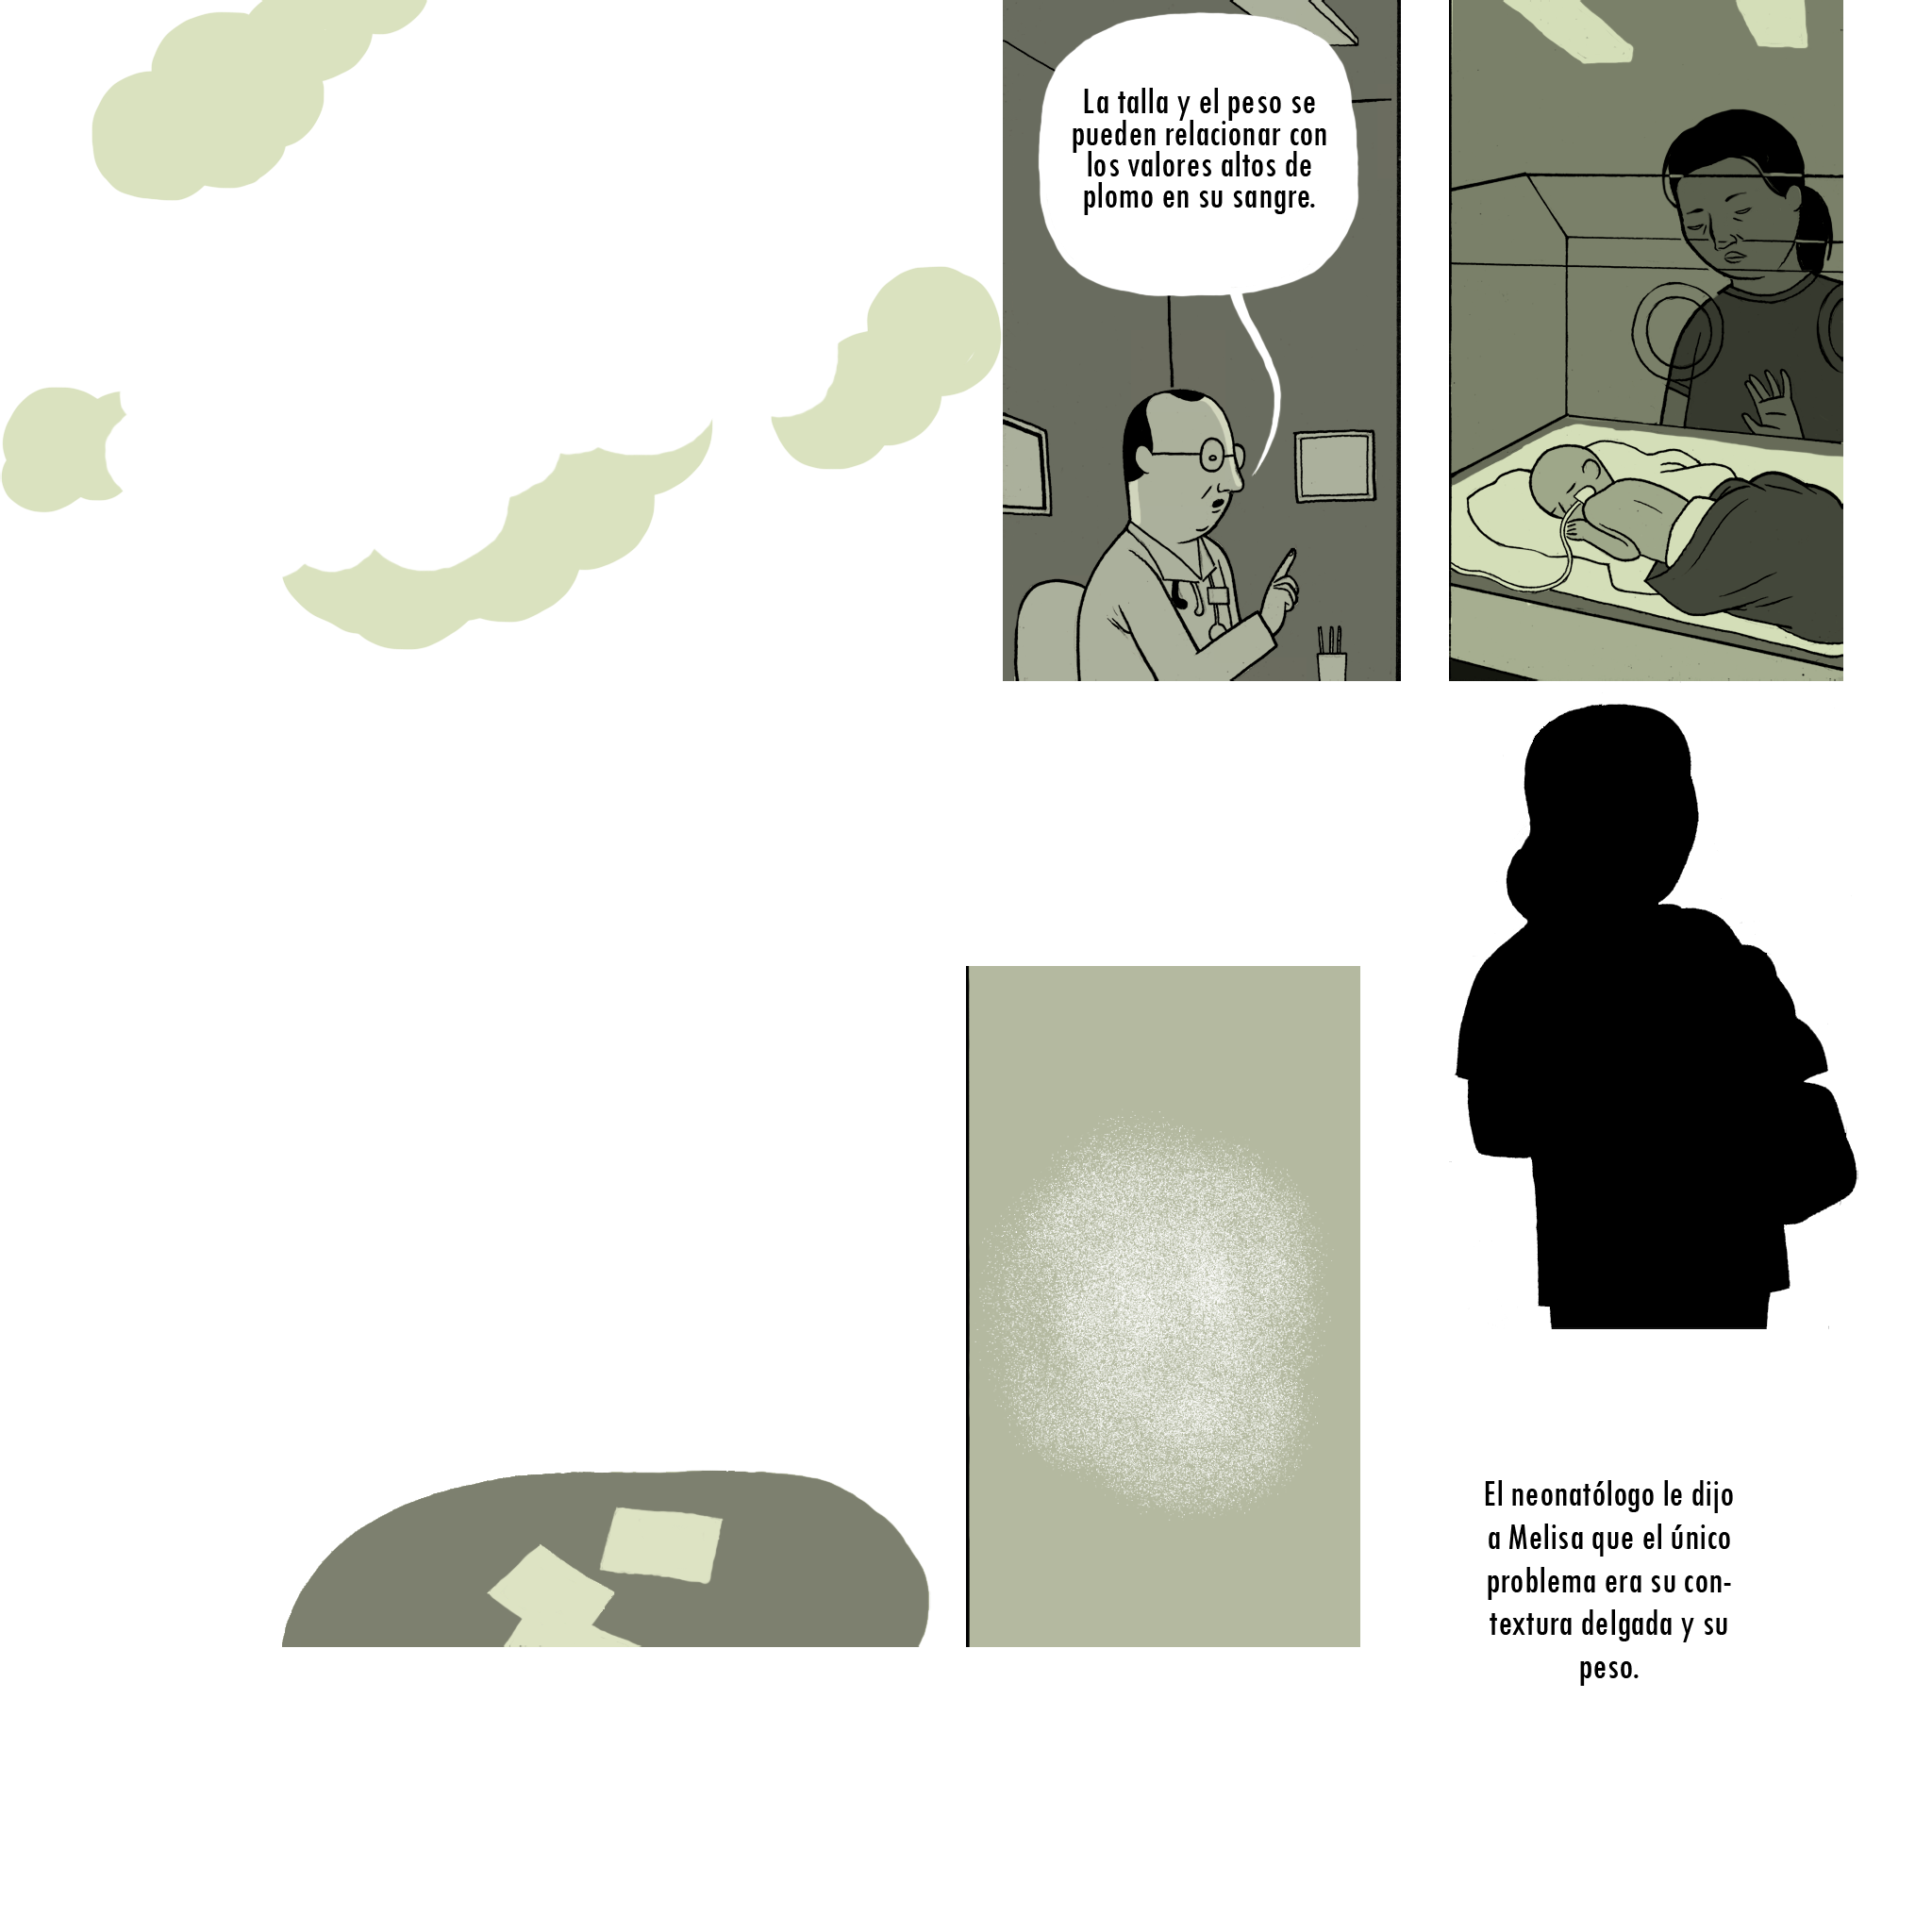 La talla y el peso se
pueden relacionar con
los valores altos de
plomo en su sangre.
El neonatólogo le dijo
a Melisa que el único
problema era su con-
textura delgada y su
peso.